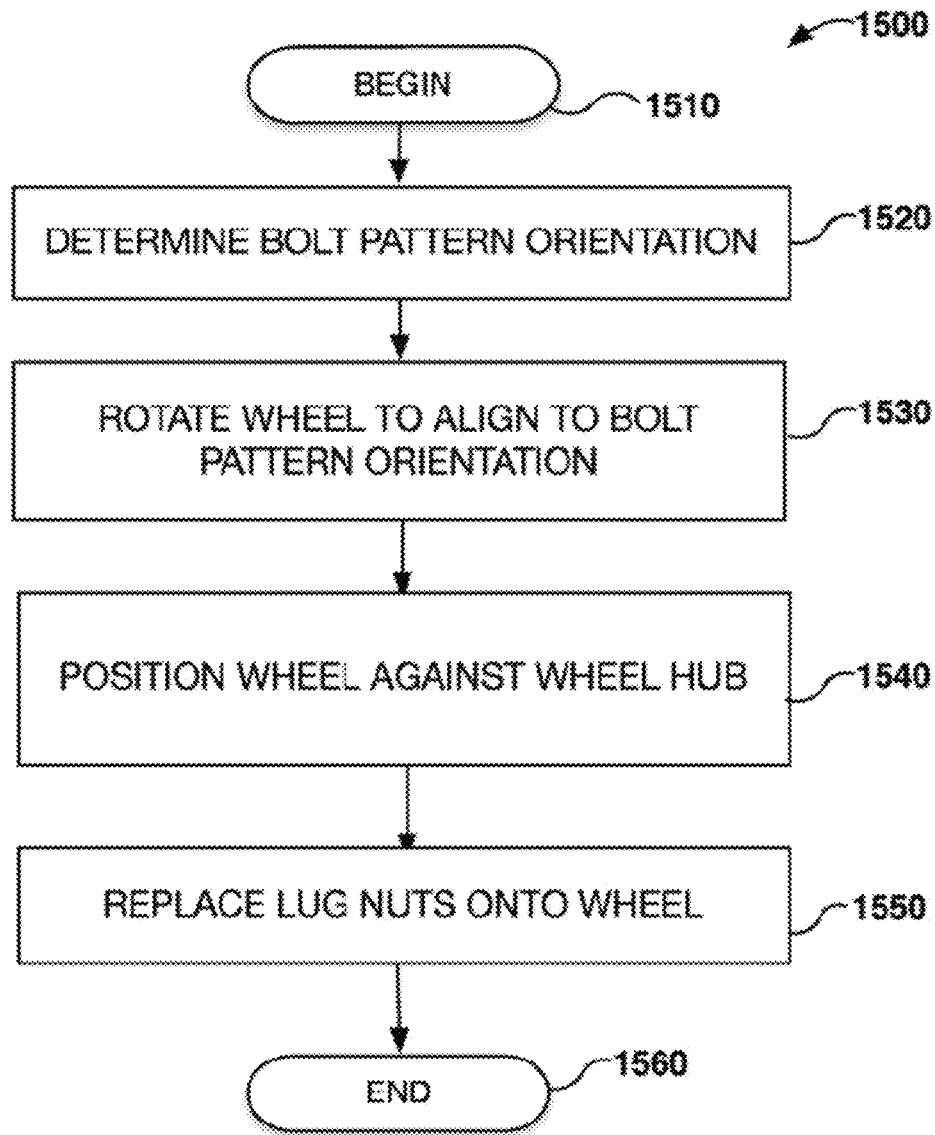 1500
BEGIN
1510
DETERMINE BOLT PATTERN ORIENTATION
1520
ROTATE WHEEL TO ALIGN TO BOLT
PATTERN ORIENTATION
1530
POSITION WHEEL AGAINST WHEEL HUB
1540
REPLACE LUG NUTS ONTO WHEEL
1550
END
1560